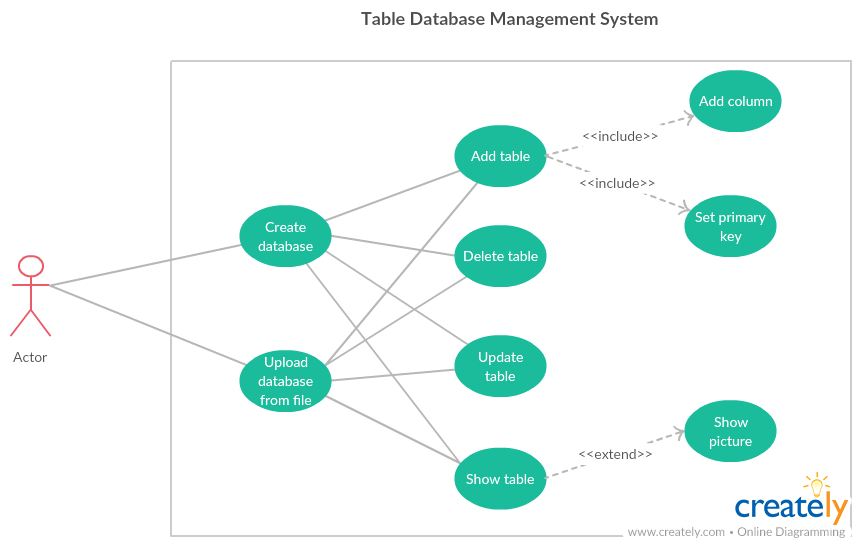 Table Database Management System
Add column
<<include>>
Add table
<<include>>
Set primary
key
Create
database
Delete table
Actor
Upload
database
from file
Update
table
Show
picture
<<extend>>
Show table
creately
www.creately.com • Online Diagramming